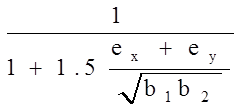 1
1 + 1.5 (e_x + e_y) / √(b_1 b_2)